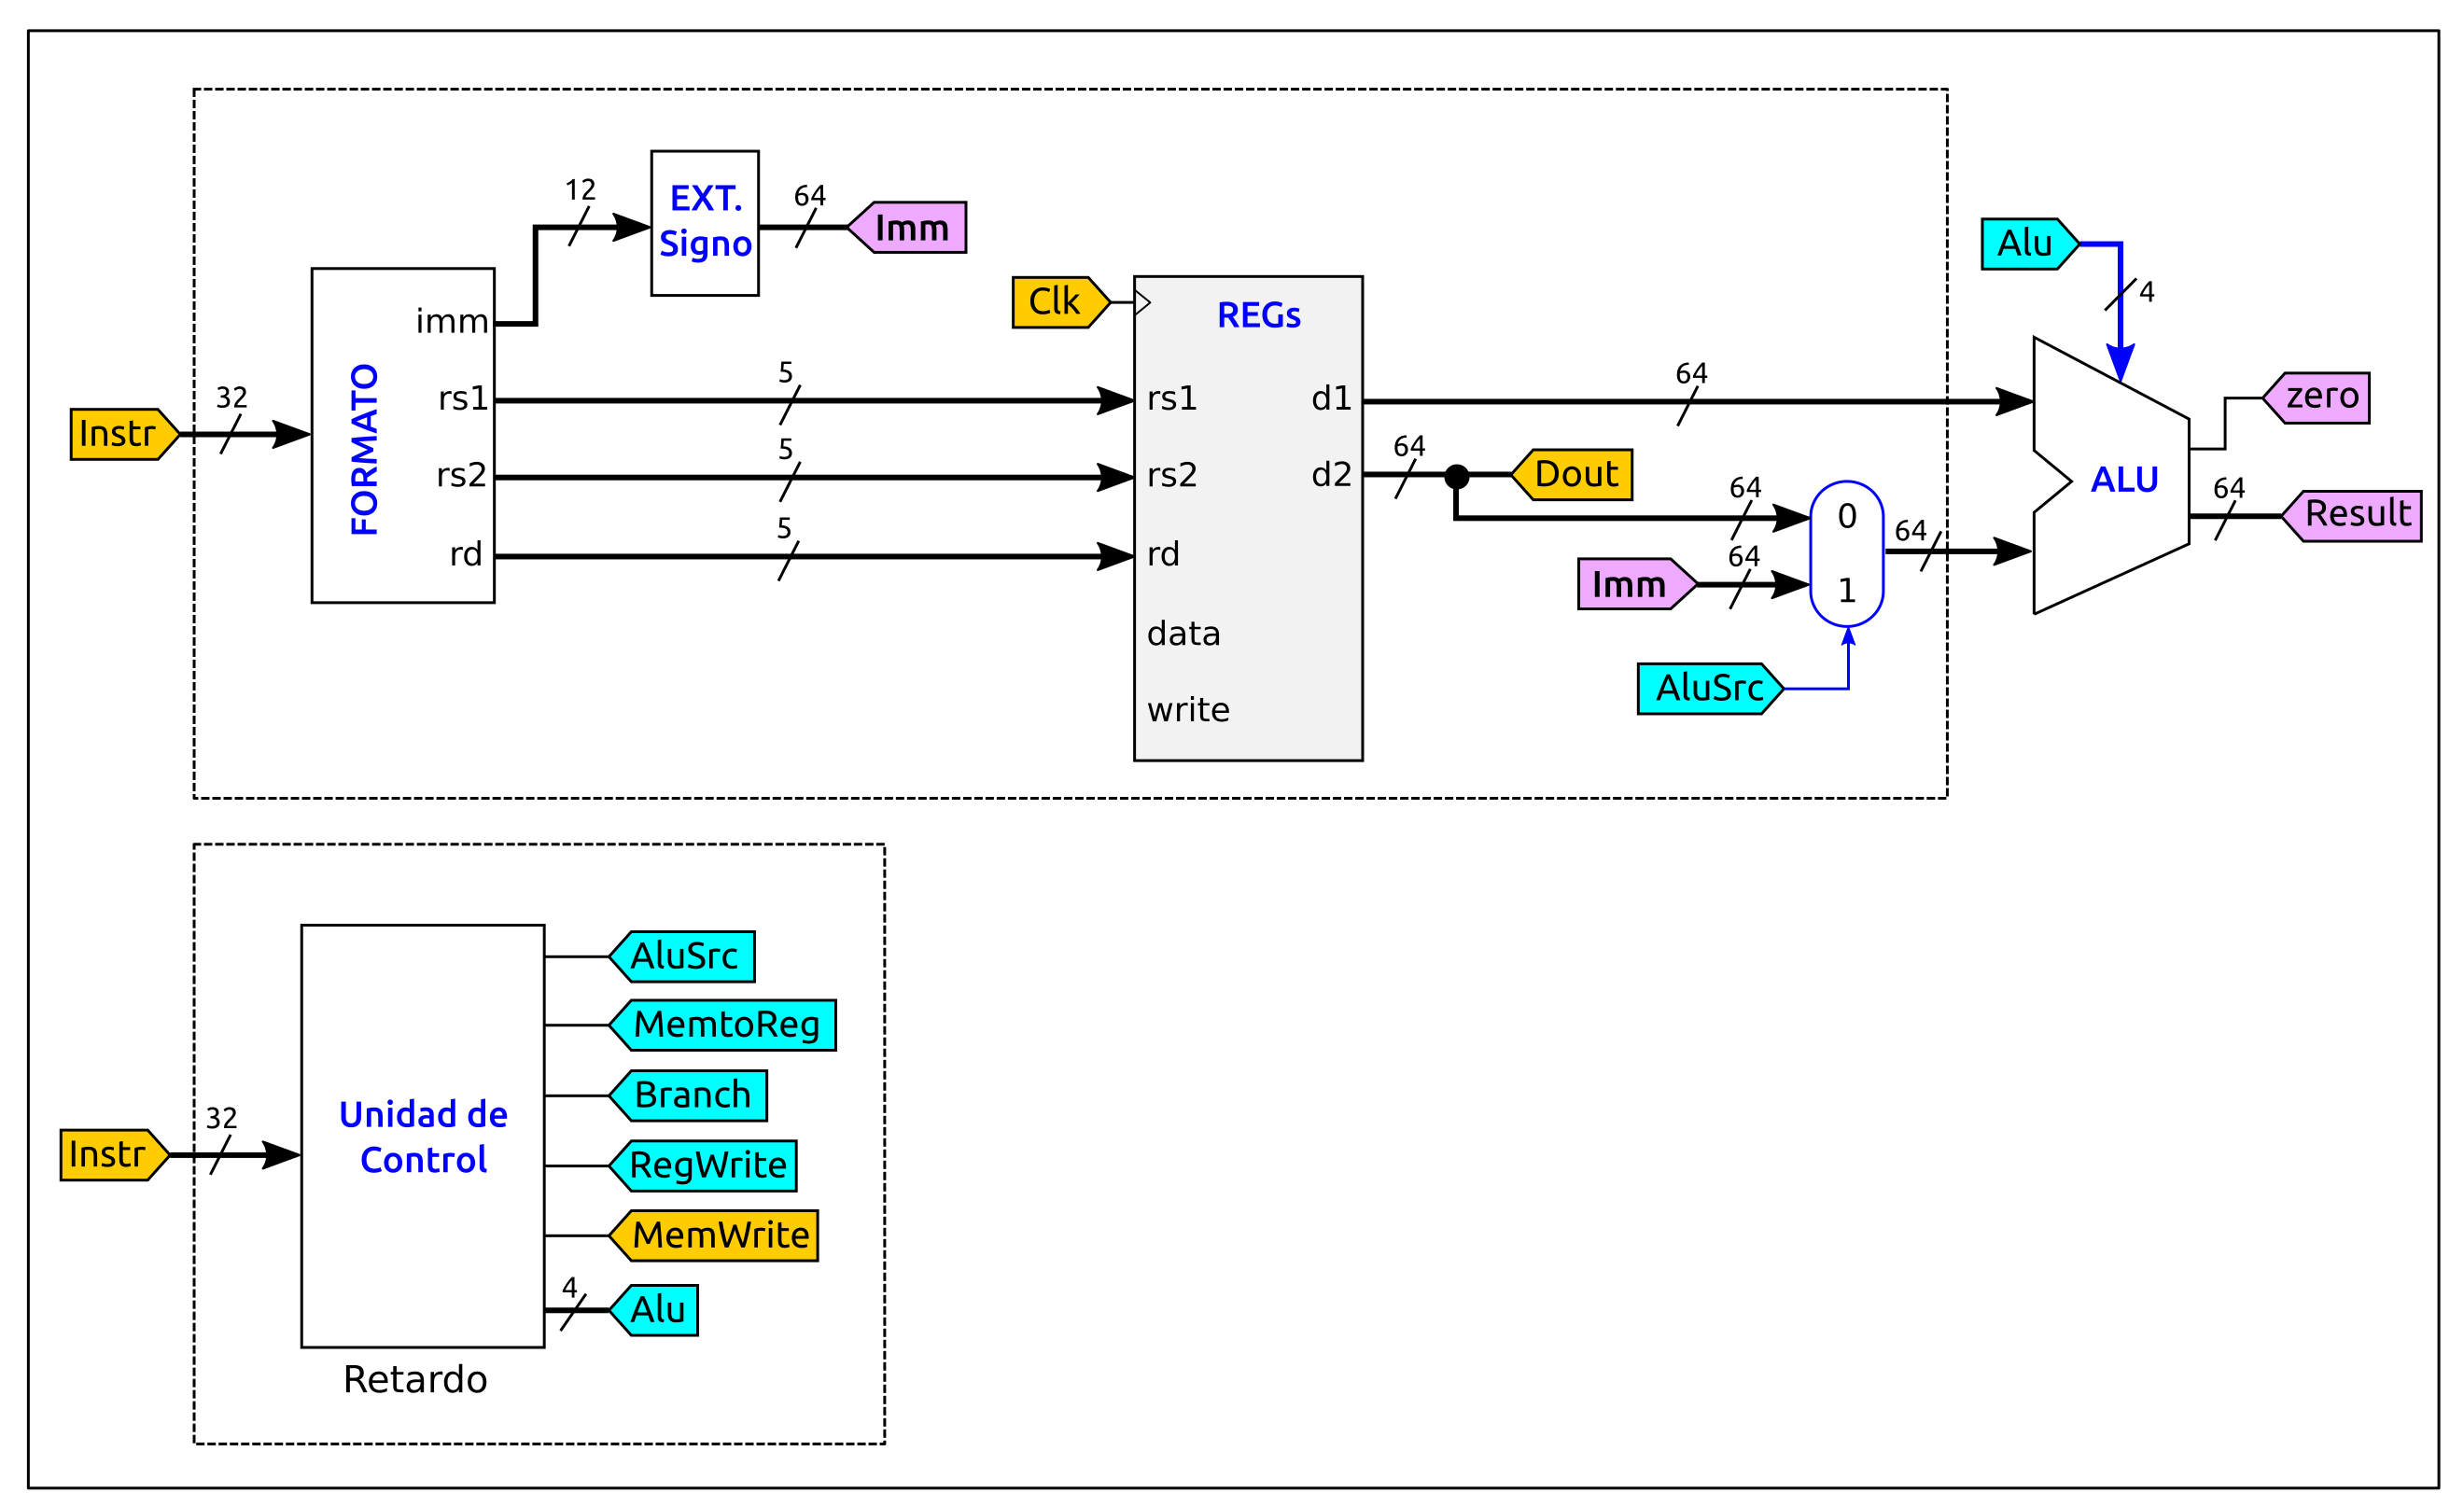 12
EXT.
Signo
64
Imm
Alu
4
Clk
REGs
FORMATO
imm
rs1
5
rs1
d1
64
zero
Instr
32
rs2
5
rs2
d2
64
Dout
64
0
ALU
64
Result
rd
5
rd
Imm
64
1
64
data
AluSrc
write
AluSrc
MemtoReg
Branch
Instr
32
Unidad de
Control
RegWrite
MemWrite
4
Alu
Retardo